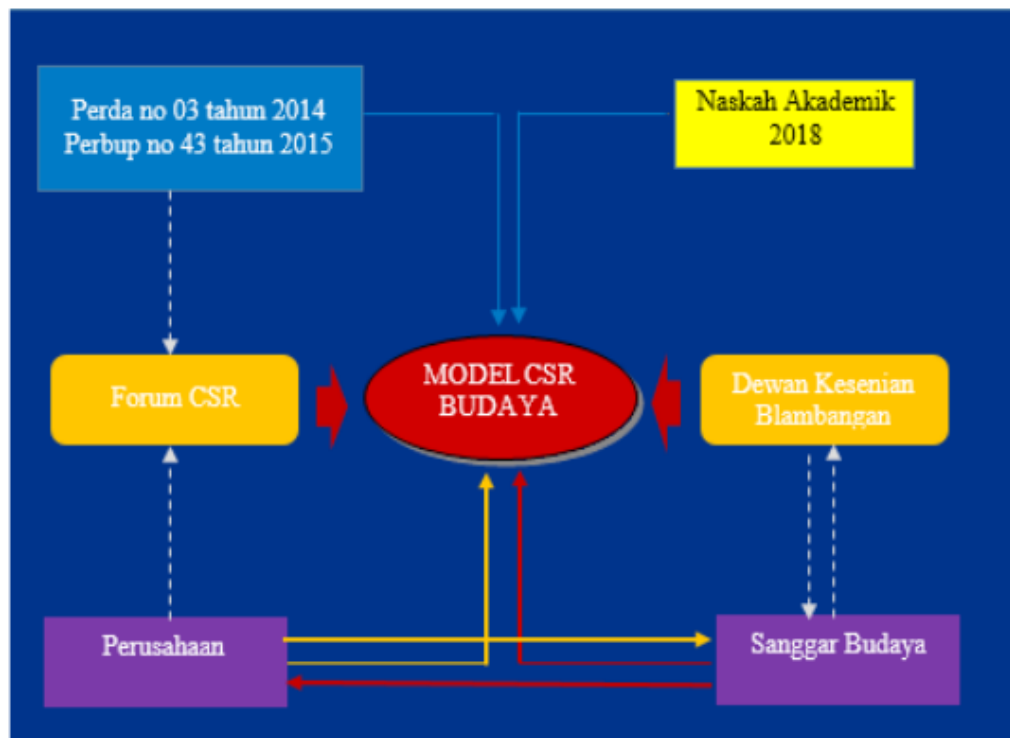 Perda no 03 tahun 2014
Perbup no 43 tahun 2015
Naskah Akademik
2018
Forum CSR
MODEL CSR
BUDAYA
Dewan Kesenian
Blambangan
Perusahaan
Sanggar Budaya